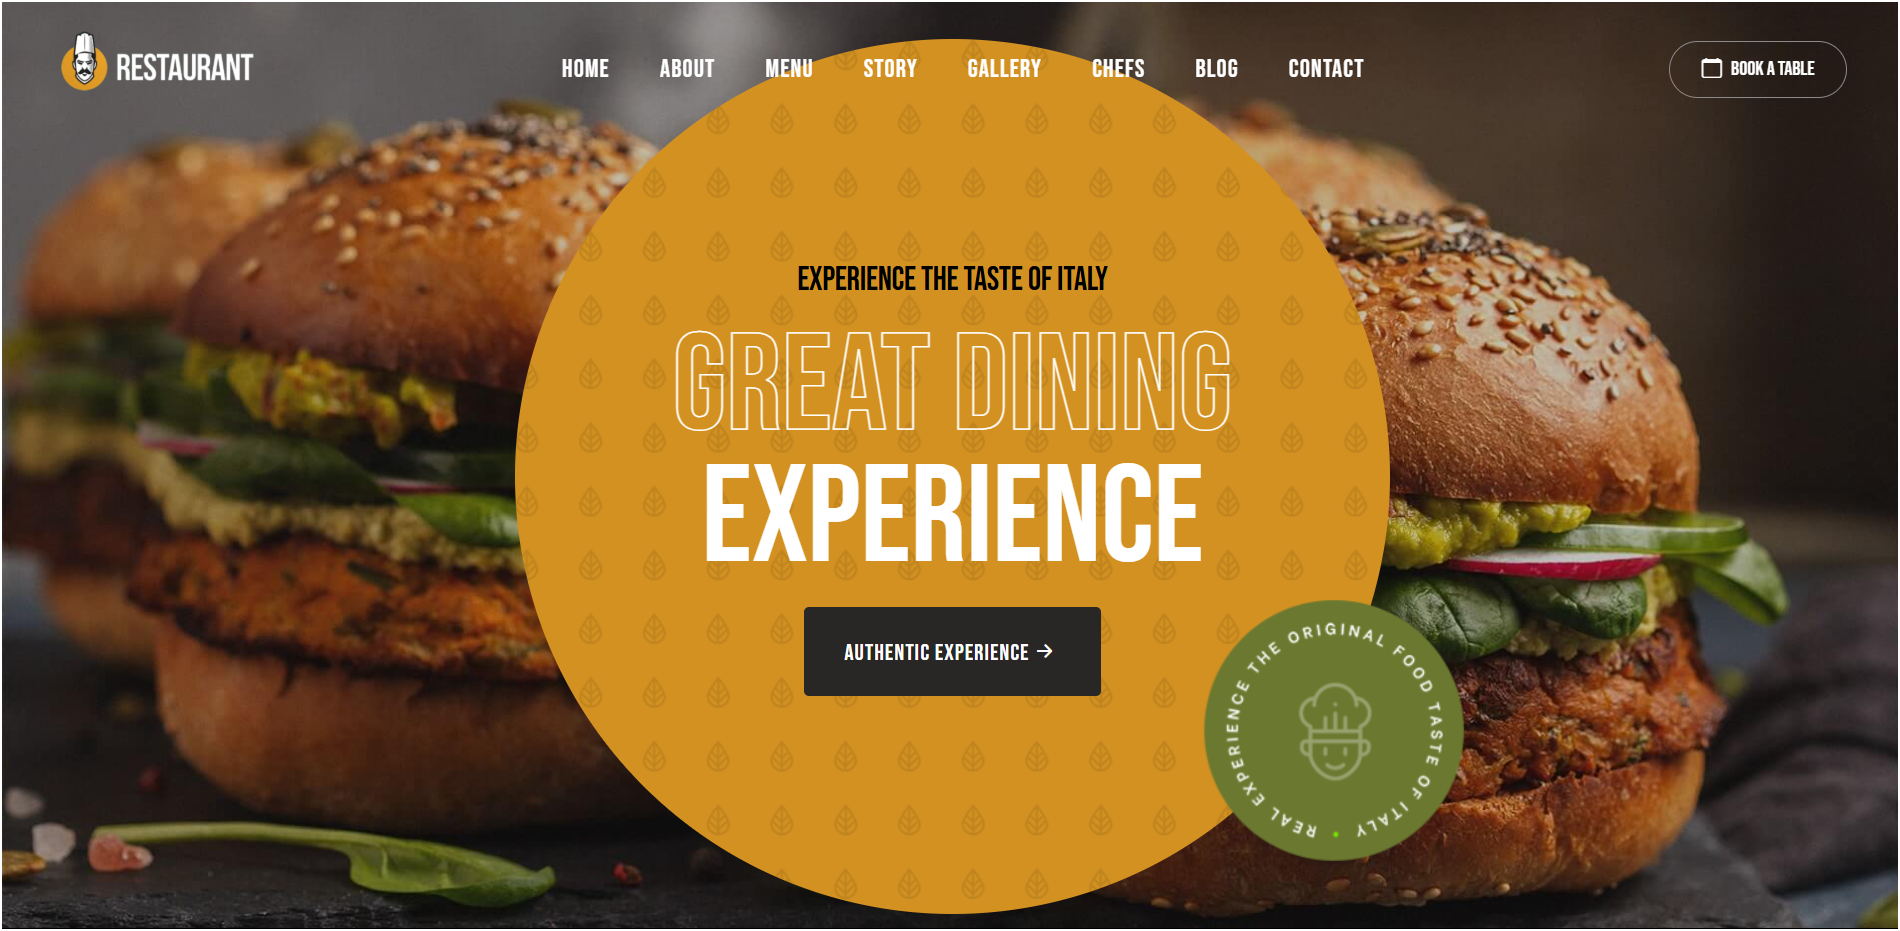 RESTAURANT
HOME ABOUT MENU STORY GALLERY CHEFS BLOG CONTACT
BOOK A TABLE
EXPERIENCE THE TASTE OF ITALY
GREAT DINING
EXPERIENCE
AUTHENTIC EXPERIENCE →
REAL EXPERIENCE THE ORIGINAL FOOD TASTE OF ITALY •